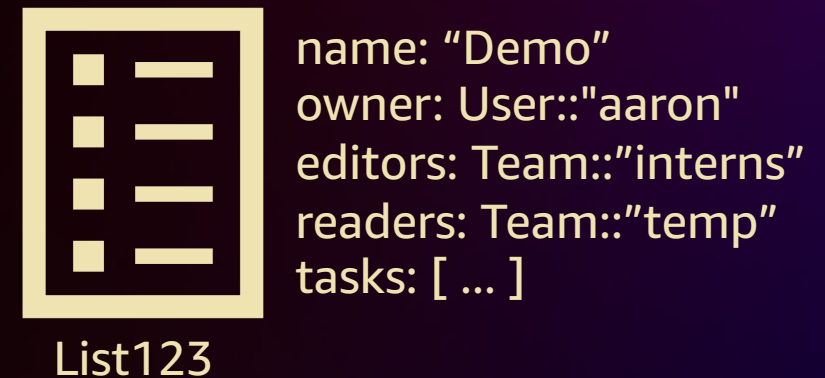 name: “Demo”
owner: User::"aaron"
editors: Team::”interns”
readers: Team::”temp”
tasks: [ ... ]
List123